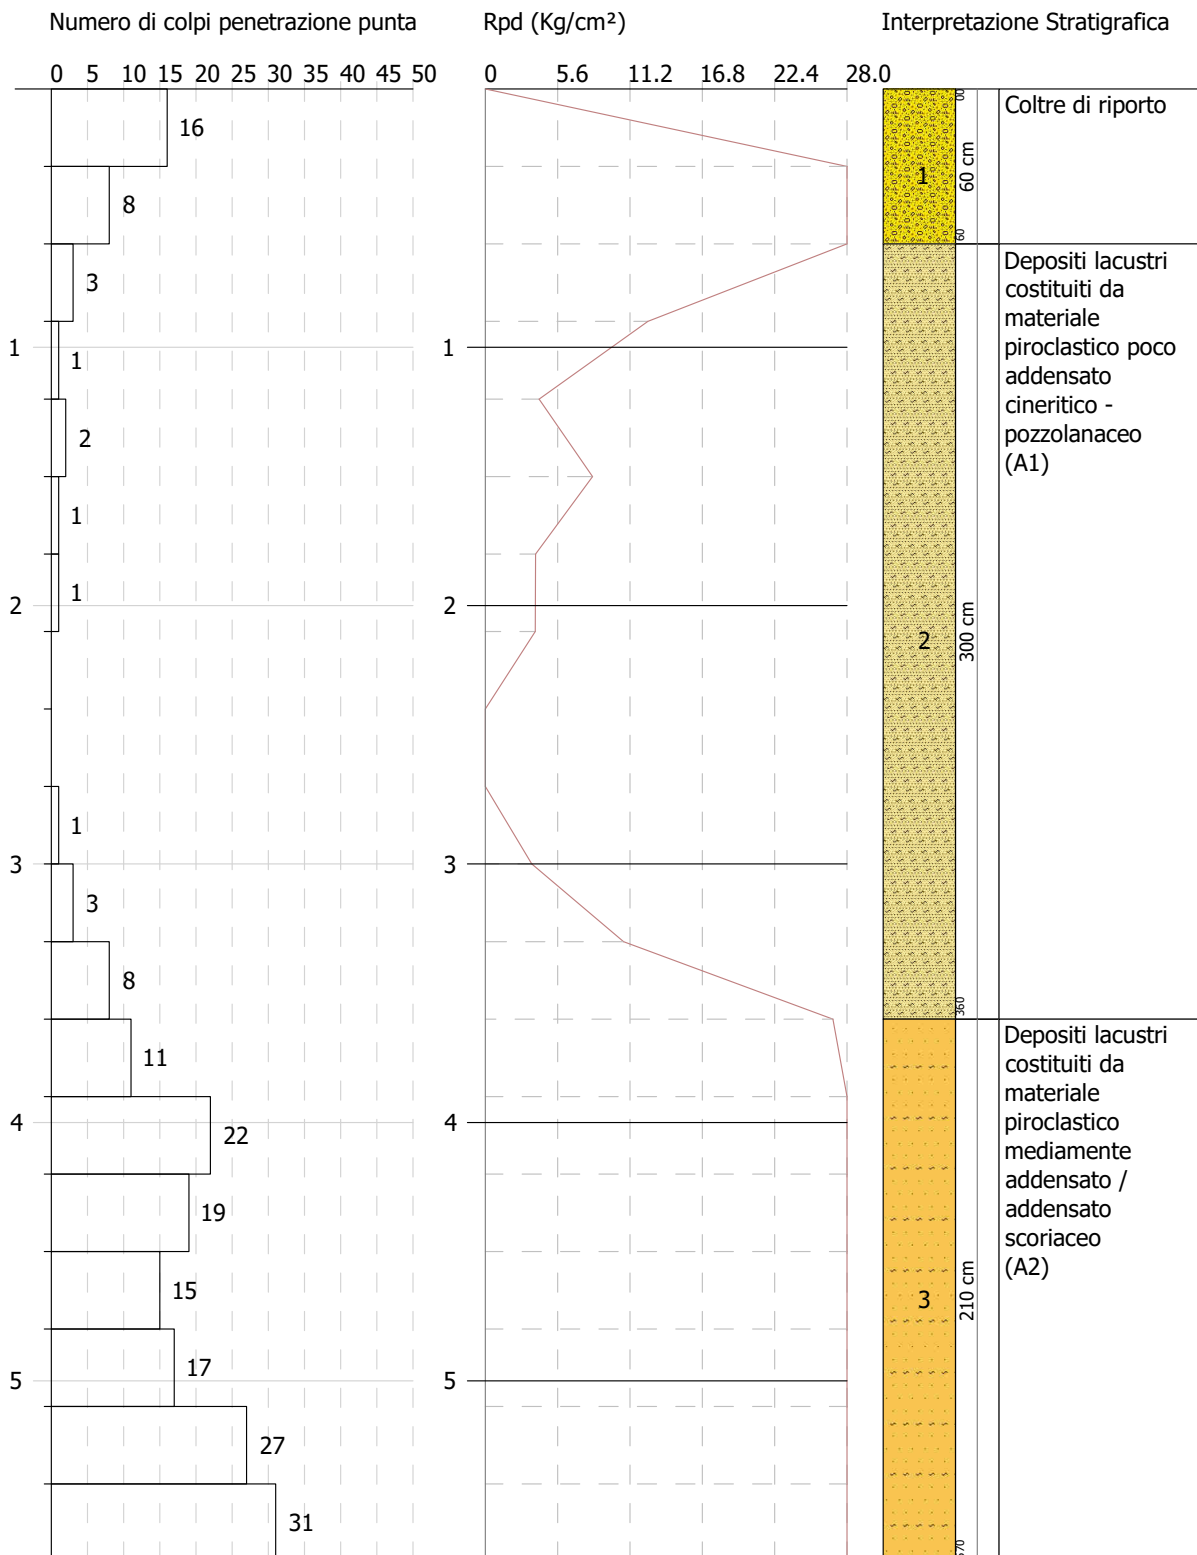 Numero di colpi penetrazione punta
Rpd (Kg/cm²)
Interpretazione Stratigrafica
0 5 10 15 20 25 30 35 40 45 50
0 5.6 11.2 16.8 22.4 28.0
16
8
3
1
1
2
1
1
2
1
3
3
8
11
4
22
19
15
17
5
27
31
1
2
3
4
5
00
1
60 cm
60
Coltre di riporto
2
300 cm
360
Depositi lacustri
costituiti da
materiale
piroclastico poco
addensato
cineritico -
pozzolanaceo
(A1)
3
210 cm
Depositi lacustri
costituiti da
materiale
piroclastico
mediamente
addensato /
addensato
scoriaceo
(A2)